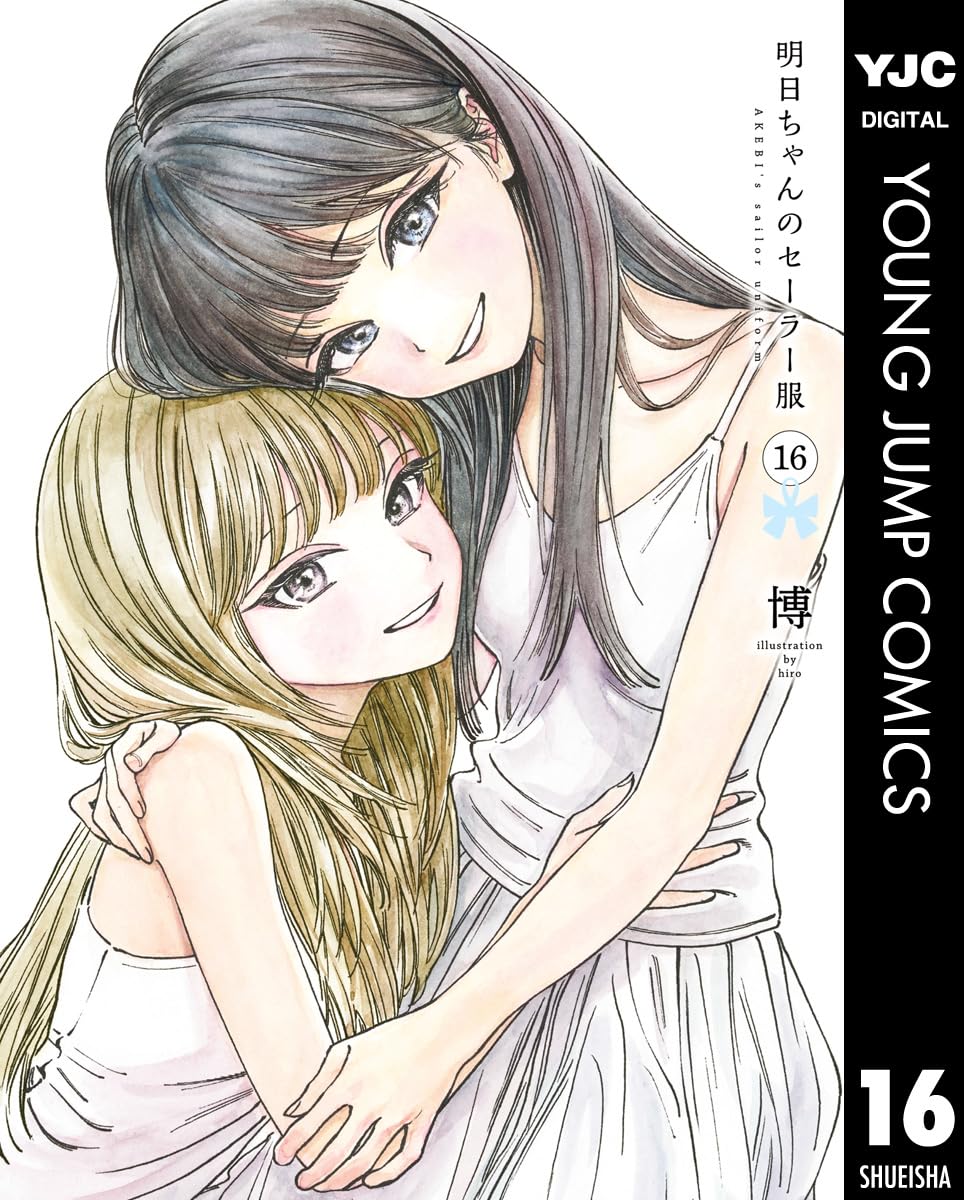 明日ちゃんのセーラー服
AKEBI's sailor uniform
16
博
illustration
by
hiro
YJC
DIGITAL
YOUNG JUMP COMICS
16
SHUEISHA